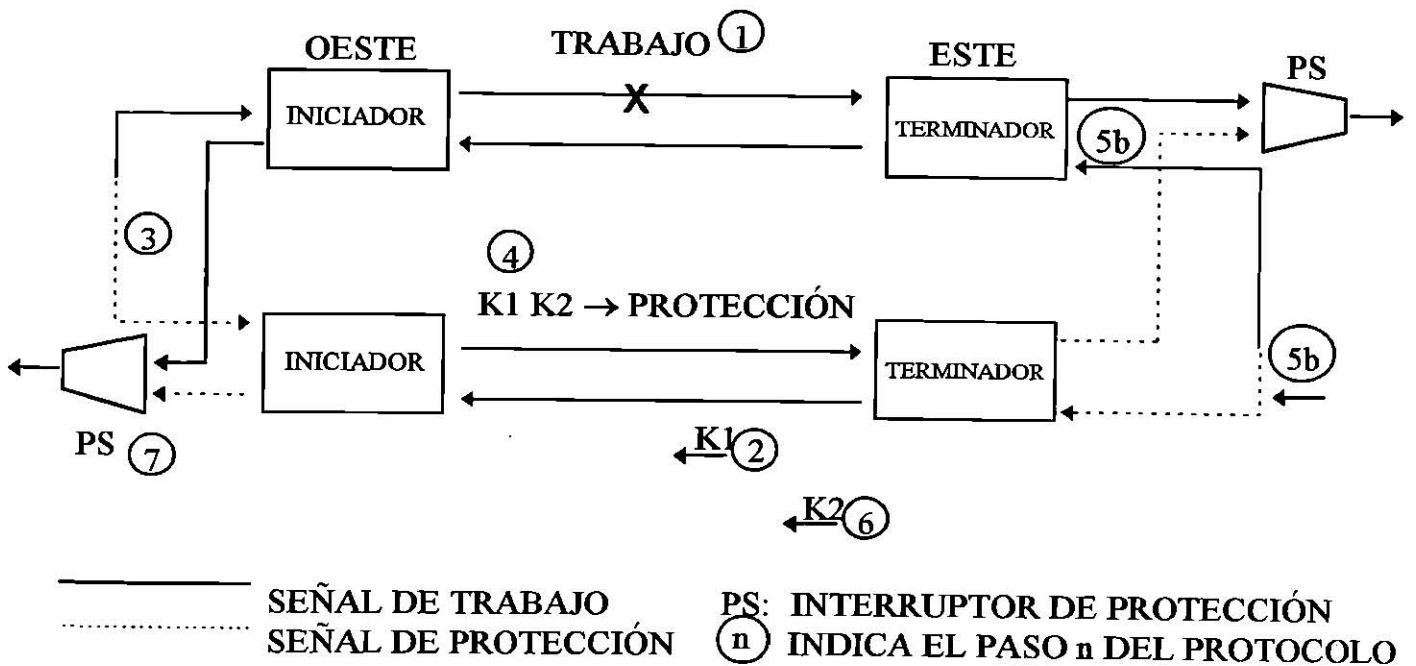 TRABAJO 1
OESTE
ESTE
PS
INICIADOR
TERMINADOR
5b
3
4
K1 K2 → PROTECCIÓN
INICIADOR
TERMINADOR
5b
PS 7
K1 2
K2 6
SEÑAL DE TRABAJO
PS: INTERRUPTOR DE PROTECCIÓN
SEÑAL DE PROTECCIÓN
n INDICA EL PASO n DEL PROTOCOLO